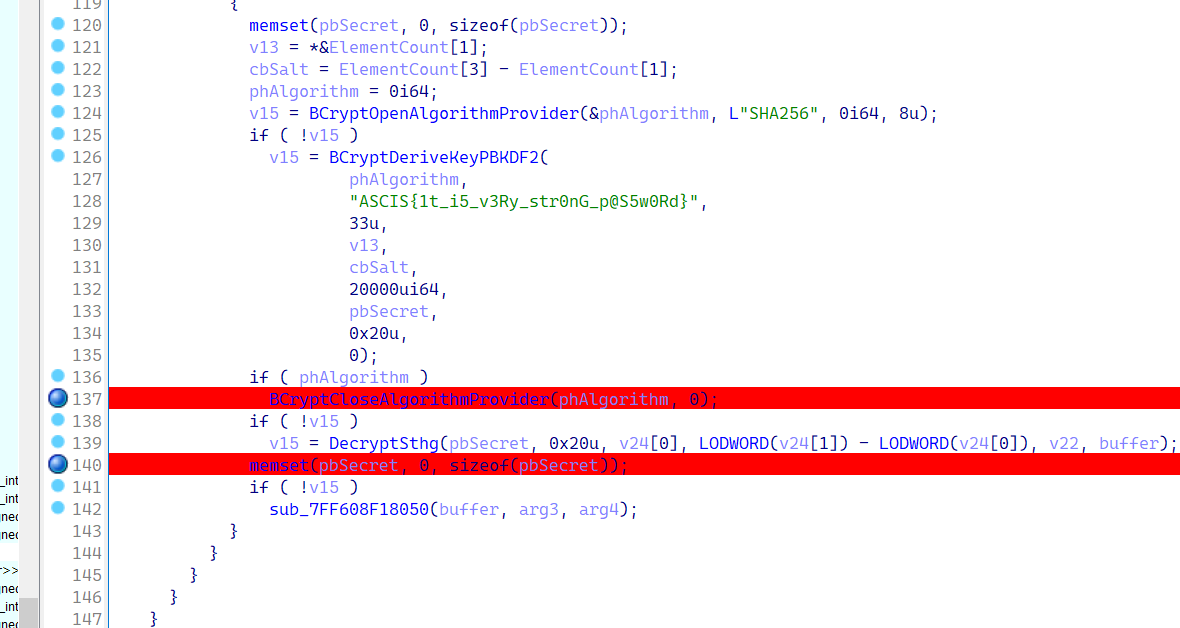 119 {
120 memset(pbSecret, 0, sizeof(pbSecret));
121 v13 = *&ElementCount[1];
122 cbSalt = ElementCount[3] - ElementCount[1];
123 phAlgorithm = 0i64;
124 v15 = BCryptOpenAlgorithmProvider(&phAlgorithm, L"SHA256", 0i64, 8u);
125 if ( !v15 )
126 v15 = BCryptDeriveKeyPBKDF2(
127 phAlgorithm,
128 "ASCIS{1t_i5_v3Ry_str0nG_p@S5w0Rd}",
129 33u,
130 v13,
131 cbSalt,
132 20000ui64,
133 pbSecret,
134 0x20u,
135 0);
136 if ( phAlgorithm )
137 BCryptCloseAlgorithmProvider(phAlgorithm, 0);
138 if ( !v15 )
139 v15 = DecryptSthg(pbSecret, 0x20u, v24[0], LODWORD(v24[1]) - LODWORD(v24[0]), v22, buffer);
140 memset(pbSecret, 0, sizeof(pbSecret));
141 if ( !v15 )
142 sub_7FF608F18050(buffer, arg3, arg4);
143 }
144 }
145 }
146 }
147 }
_int
_int
gned
gned
r>>
gned
_int
gned